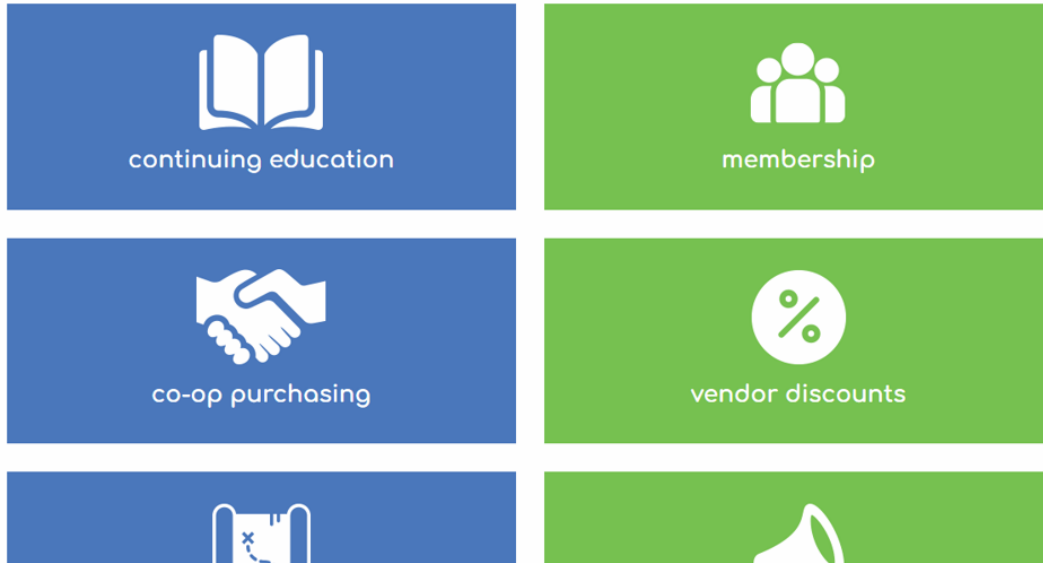 continuing education
membership
co-op purchasing
vendor discounts